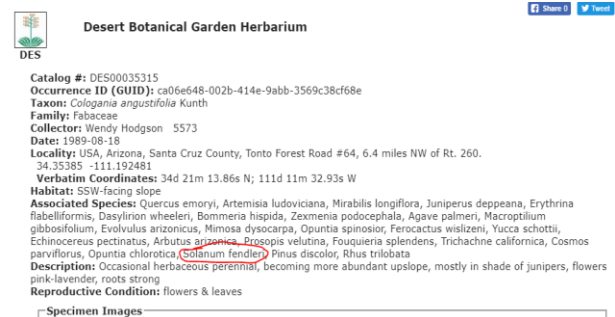 Share 0 Tweet
Desert Botanical Garden Herbarium
DES
Catalog #: DES00035315
Occurrence ID (GUID): ca06e648-002b-414e-9abb-3569c38cf68e
Taxon: Cologania angustifolia Kunth
Family: Fabaceae
Collector: Wendy Hodgson 5573
Date: 1989-08-18
Locality: USA, Arizona, Santa Cruz County, Tonto Forest Road #64, 6.4 miles NW of Rt. 260.
34.35385 -111.192481
Verbatim Coordinates: 34d 21m 13.86s N; 111d 11m 32.93s W
Habitat: SSW-facing slope
Associated Species: Quercus emoryi, Artemisia ludoviciana, Mirabilis longiflora, Juniperus deppeana, Erythrina
flabelliformis, Dasylirion wheeleri, Bommeria hispida, Zexmenia podocephala, Agave palmeri, Macroptilium
gibbosifolium, Evolvulus arizonicus, Mimosa dysocarpa, Opuntia spinosior, Ferocactus wislizeni, Yucca schottii,
Echinocereus pectinatus, Arbutus arizonica, Prosopis velutina, Fouquieria splendens, Trichachne californica, Cosmos
parviflorus, Opuntia chlorotica, Solanum fendleri, Pinus discolor, Rhus trilobata
Description: Occasional herbaceous perennial, becoming more abundant upslope, mostly in shade of junipers, flowers
pink-lavender, roots strong
Reproductive Condition: flowers & leaves
Specimen Images